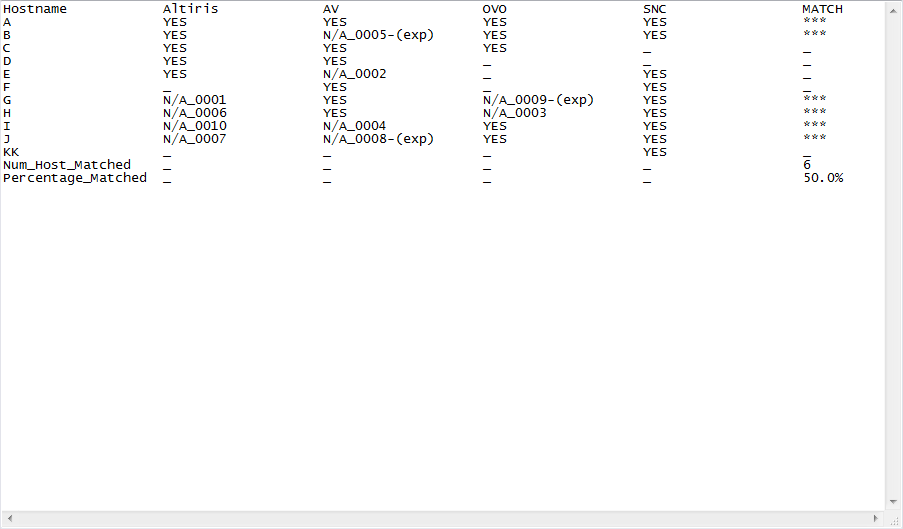 Hostname Altiris AV OVO SNC MATCH
A YES YES YES YES ***
B YES N/A_0005-(exp) YES YES ***
C YES YES YES _ _
D YES YES _ _ _
E YES N/A_0002 _ YES _
F _ YES _ YES _
G N/A_0001 YES N/A_0009-(exp) YES ***
H N/A_0006 YES N/A_0003 YES ***
I N/A_0010 N/A_0004 YES YES ***
J N/A_0007 N/A_0008-(exp) YES YES ***
KK _ _ _ YES _
Num_Host_Matched _ _ _ _ 6
Percentage_Matched _ _ _ _ 50.0%